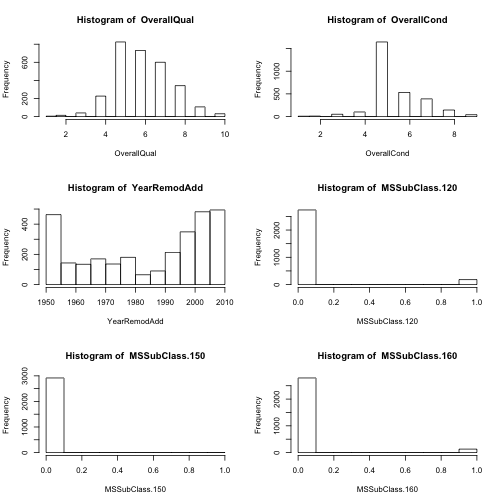 Histogram of OverallQual
Frequency
0 200 600
2 4 6 8 10
OverallQual
Histogram of OverallCond
Frequency
0 500 1000
2 4 6 8
OverallCond
Histogram of YearRemodAdd
Frequency
0 200 400
1950 1960 1970 1980 1990 2000 2010
YearRemodAdd
Histogram of MSSubClass.120
Frequency
0 1000 2000
0.0 0.2 0.4 0.6 0.8 1.0
MSSubClass.120
Histogram of MSSubClass.150
Frequency
0 1000 2000 3000
0.0 0.2 0.4 0.6 0.8 1.0
MSSubClass.150
Histogram of MSSubClass.160
Frequency
0 1000 2000
0.0 0.2 0.4 0.6 0.8 1.0
MSSubClass.160